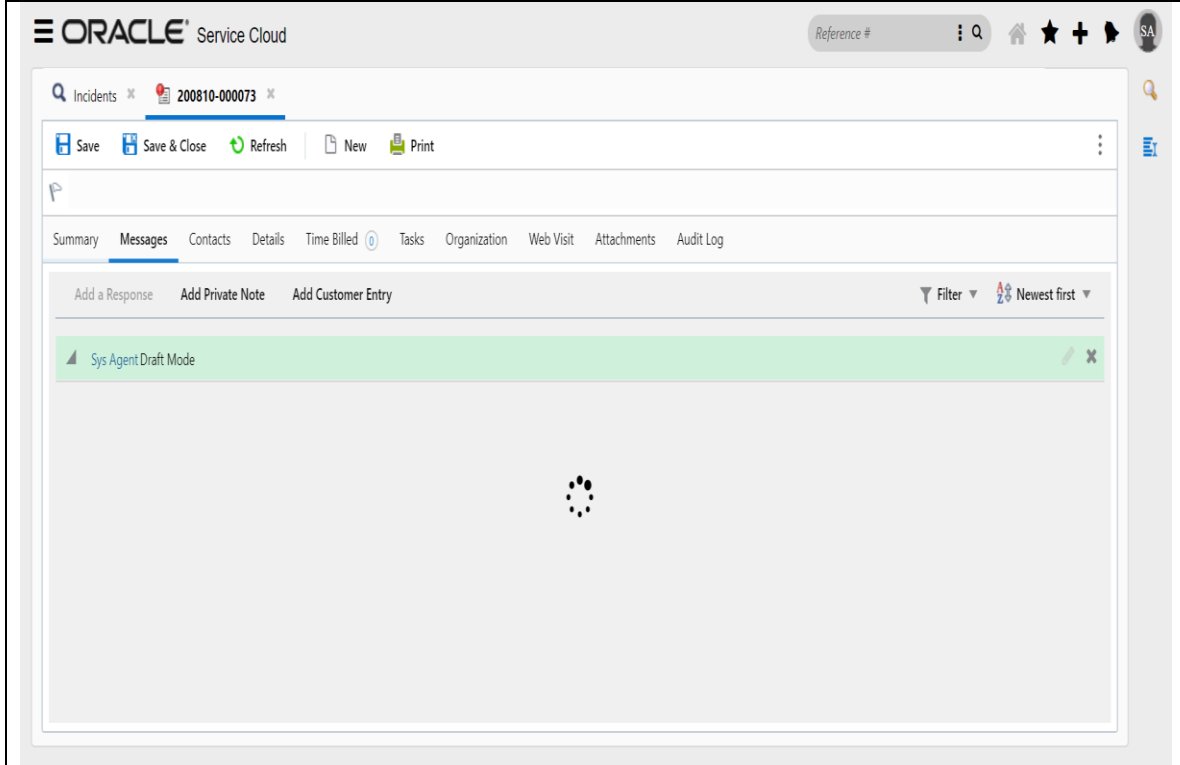 ORACLE Service Cloud Reference # SA
Incidents 200810-000073
Save Save & Close Refresh New Print
Summary Messages Contacts Details Time Billed 0 Tasks Organization Web Visit Attachments Audit Log
Add a Response Add Private Note Add Customer Entry Filter Newest first
Sys Agent Draft Mode